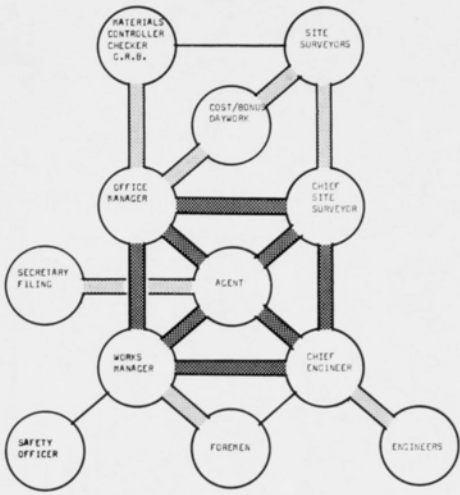 MATERIALS
CONTROLLER
CHECKER
G.R.B.
SITE
SURVEYORS
COST/BONUS
DAYWORK
OFFICE
MANAGER
CHIEF
SITE
SURVEYOR
SECRETARY
FILING
AGENT
WORKS
MANAGER
CHIEF
ENGINEER
SAFETY
OFFICER
FOREMEN
ENGINEERS